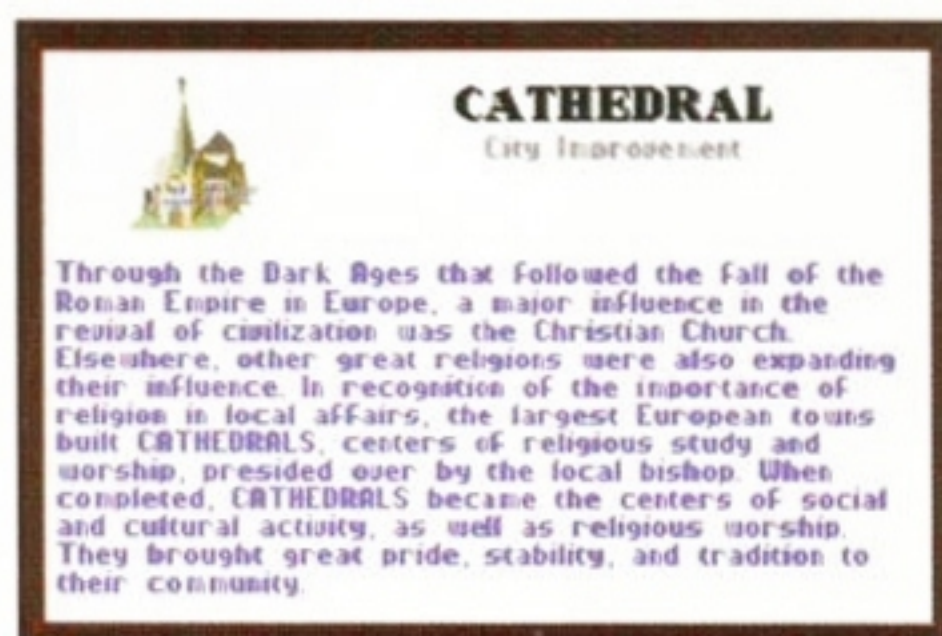 CATHEDRAL
City Improvement
Through the Dark Ages that followed the fall of the
Roman Empire in Europe, a major influence in the
revival of civilization was the Christian Church.
Elsewhere, other great religions were also expanding
their influence. In recognition of the importance of
religion in local affairs, the largest European towns
built CATHEDRALS, centers of religious study and
worship, presided over by the local bishop. When
completed, CATHEDRALS became the centers of social
and cultural activity, as well as religious worship.
They brought great pride, stability, and tradition to
their community.